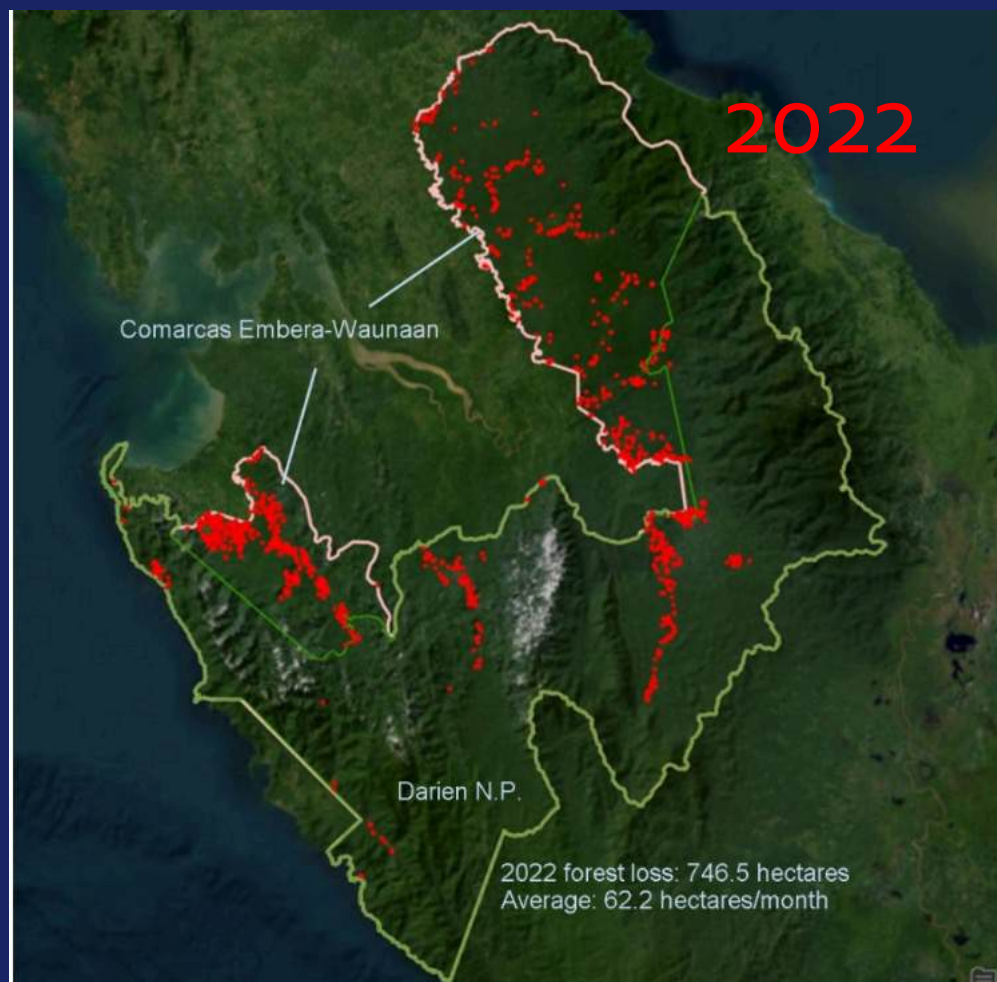 2022
Comarcas Embera-Waunaan
Darien N.P.
2022 forest loss: 746.5 hectares
Average: 62.2 hectares/month